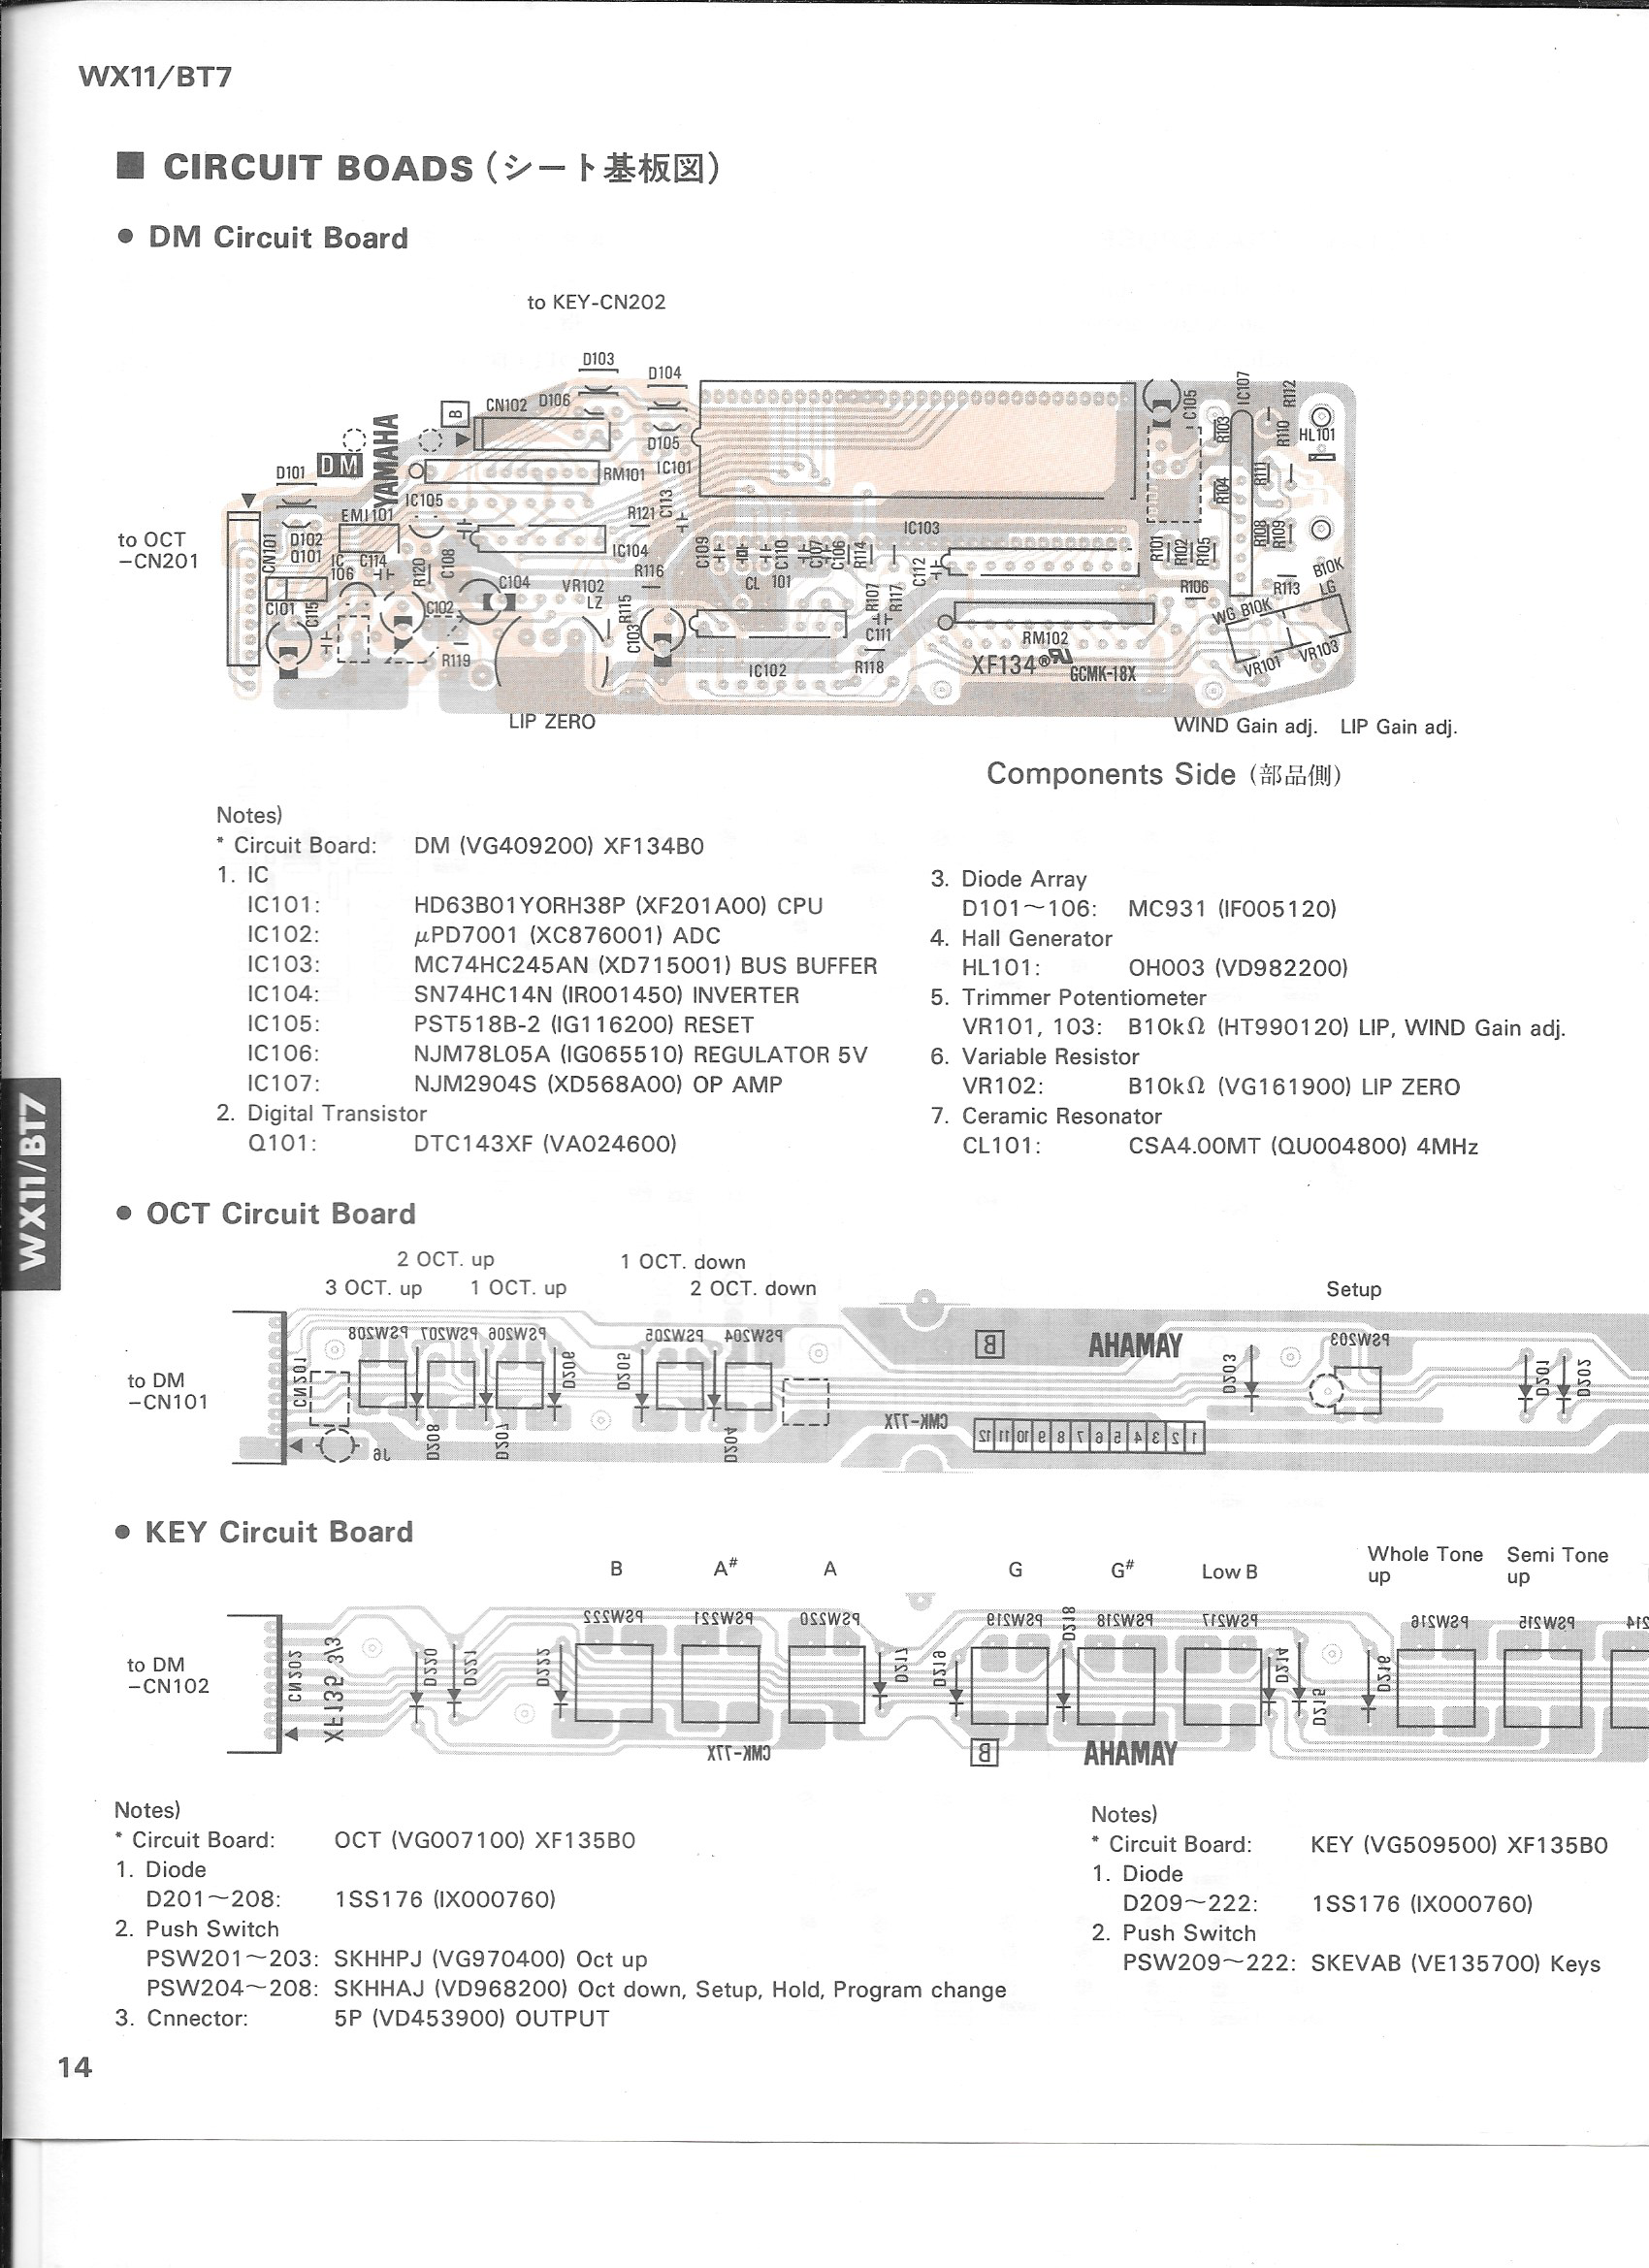 WX11/BT7
■ CIRCUIT BOADS (シート基板図)
● DM Circuit Board
to KEY-CN202
D103
D104
B
CN102
D106
D105
YAMAHA
DM
D101
RM101
IC101
IC105
EMI101
C113
R121
IC107
C105
R103
R112
R110
HL101
R111
R104
to OCT
-CN201
CN101
D102
D101
IC
106
C114
R120
C108
IC104
R116
C109
C110
C107
C106
R114
IC103
C112
R101
R102
R105
R108
R109
B10K
LG
C101
C115
C102
C104
VR102
LZ
CL 101
R107
R117
R106
R113
WG B10K
R119
R115
C103
IC102
C111
R118
RM102
XF134
GCMK-18X
VR101
VR103
LIP ZERO
WIND Gain adj. LIP Gain adj.
Components Side (部品側)
Notes)
* Circuit Board: DM (VG409200) XF134B0
1. IC
IC101: HD63B01YORH38P (XF201A00) CPU
IC102: μPD7001 (XC876001) ADC
IC103: MC74HC245AN (XD715001) BUS BUFFER
IC104: SN74HC14N (IR001450) INVERTER
IC105: PST518B-2 (IG116200) RESET
IC106: NJM78L05A (IG065510) REGULATOR 5V
IC107: NJM2904S (XD568A00) OP AMP
2. Digital Transistor
Q101: DTC143XF (VA024600)
3. Diode Array
D101~106: MC931 (IF005120)
4. Hall Generator
HL101: OH003 (VD982200)
5. Trimmer Potentiometer
VR101, 103: B10kΩ (HT990120) LIP, WIND Gain adj.
6. Variable Resistor
VR102: B10kΩ (VG161900) LIP ZERO
7. Ceramic Resonator
CL101: CSA4.00MT (QU004800) 4MHz
WX11/BT7
● OCT Circuit Board
2 OCT. up 1 OCT. down
3 OCT. up 1 OCT. up 2 OCT. down Setup
PSW208 PSW207 PSW206 PSW205 PSW204 B YAMAHA PSW203
to DM
-CN101
CN201
D206
D205
D203
D201
D202
CMK-77X
12 11 10 9 8 7 6 5 4 3 2 1
J6
D208
D207
D204
● KEY Circuit Board
B A# A G G# Low B Whole Tone up Semi Tone up
PSW222 PSW221 PSW220 PSW219 D218 PSW218 PSW217 PSW216 PSW215 214
to DM
-CN102
CN202
XF135 3/3
D220
D221
D222
D217
D219
D214
D215
D216
CMK-77X
B
YAMAHA
Notes)
* Circuit Board: OCT (VG007100) XF135B0
1. Diode
D201~208: 1SS176 (IX000760)
2. Push Switch
PSW201~203: SKHHPJ (VG970400) Oct up
PSW204~208: SKHHAJ (VD968200) Oct down, Setup, Hold, Program change
3. Cnnector: 5P (VD453900) OUTPUT
Notes)
* Circuit Board: KEY (VG509500) XF135B0
1. Diode
D209~222: 1SS176 (IX000760)
2. Push Switch
PSW209~222: SKEVAB (VE135700) Keys
14